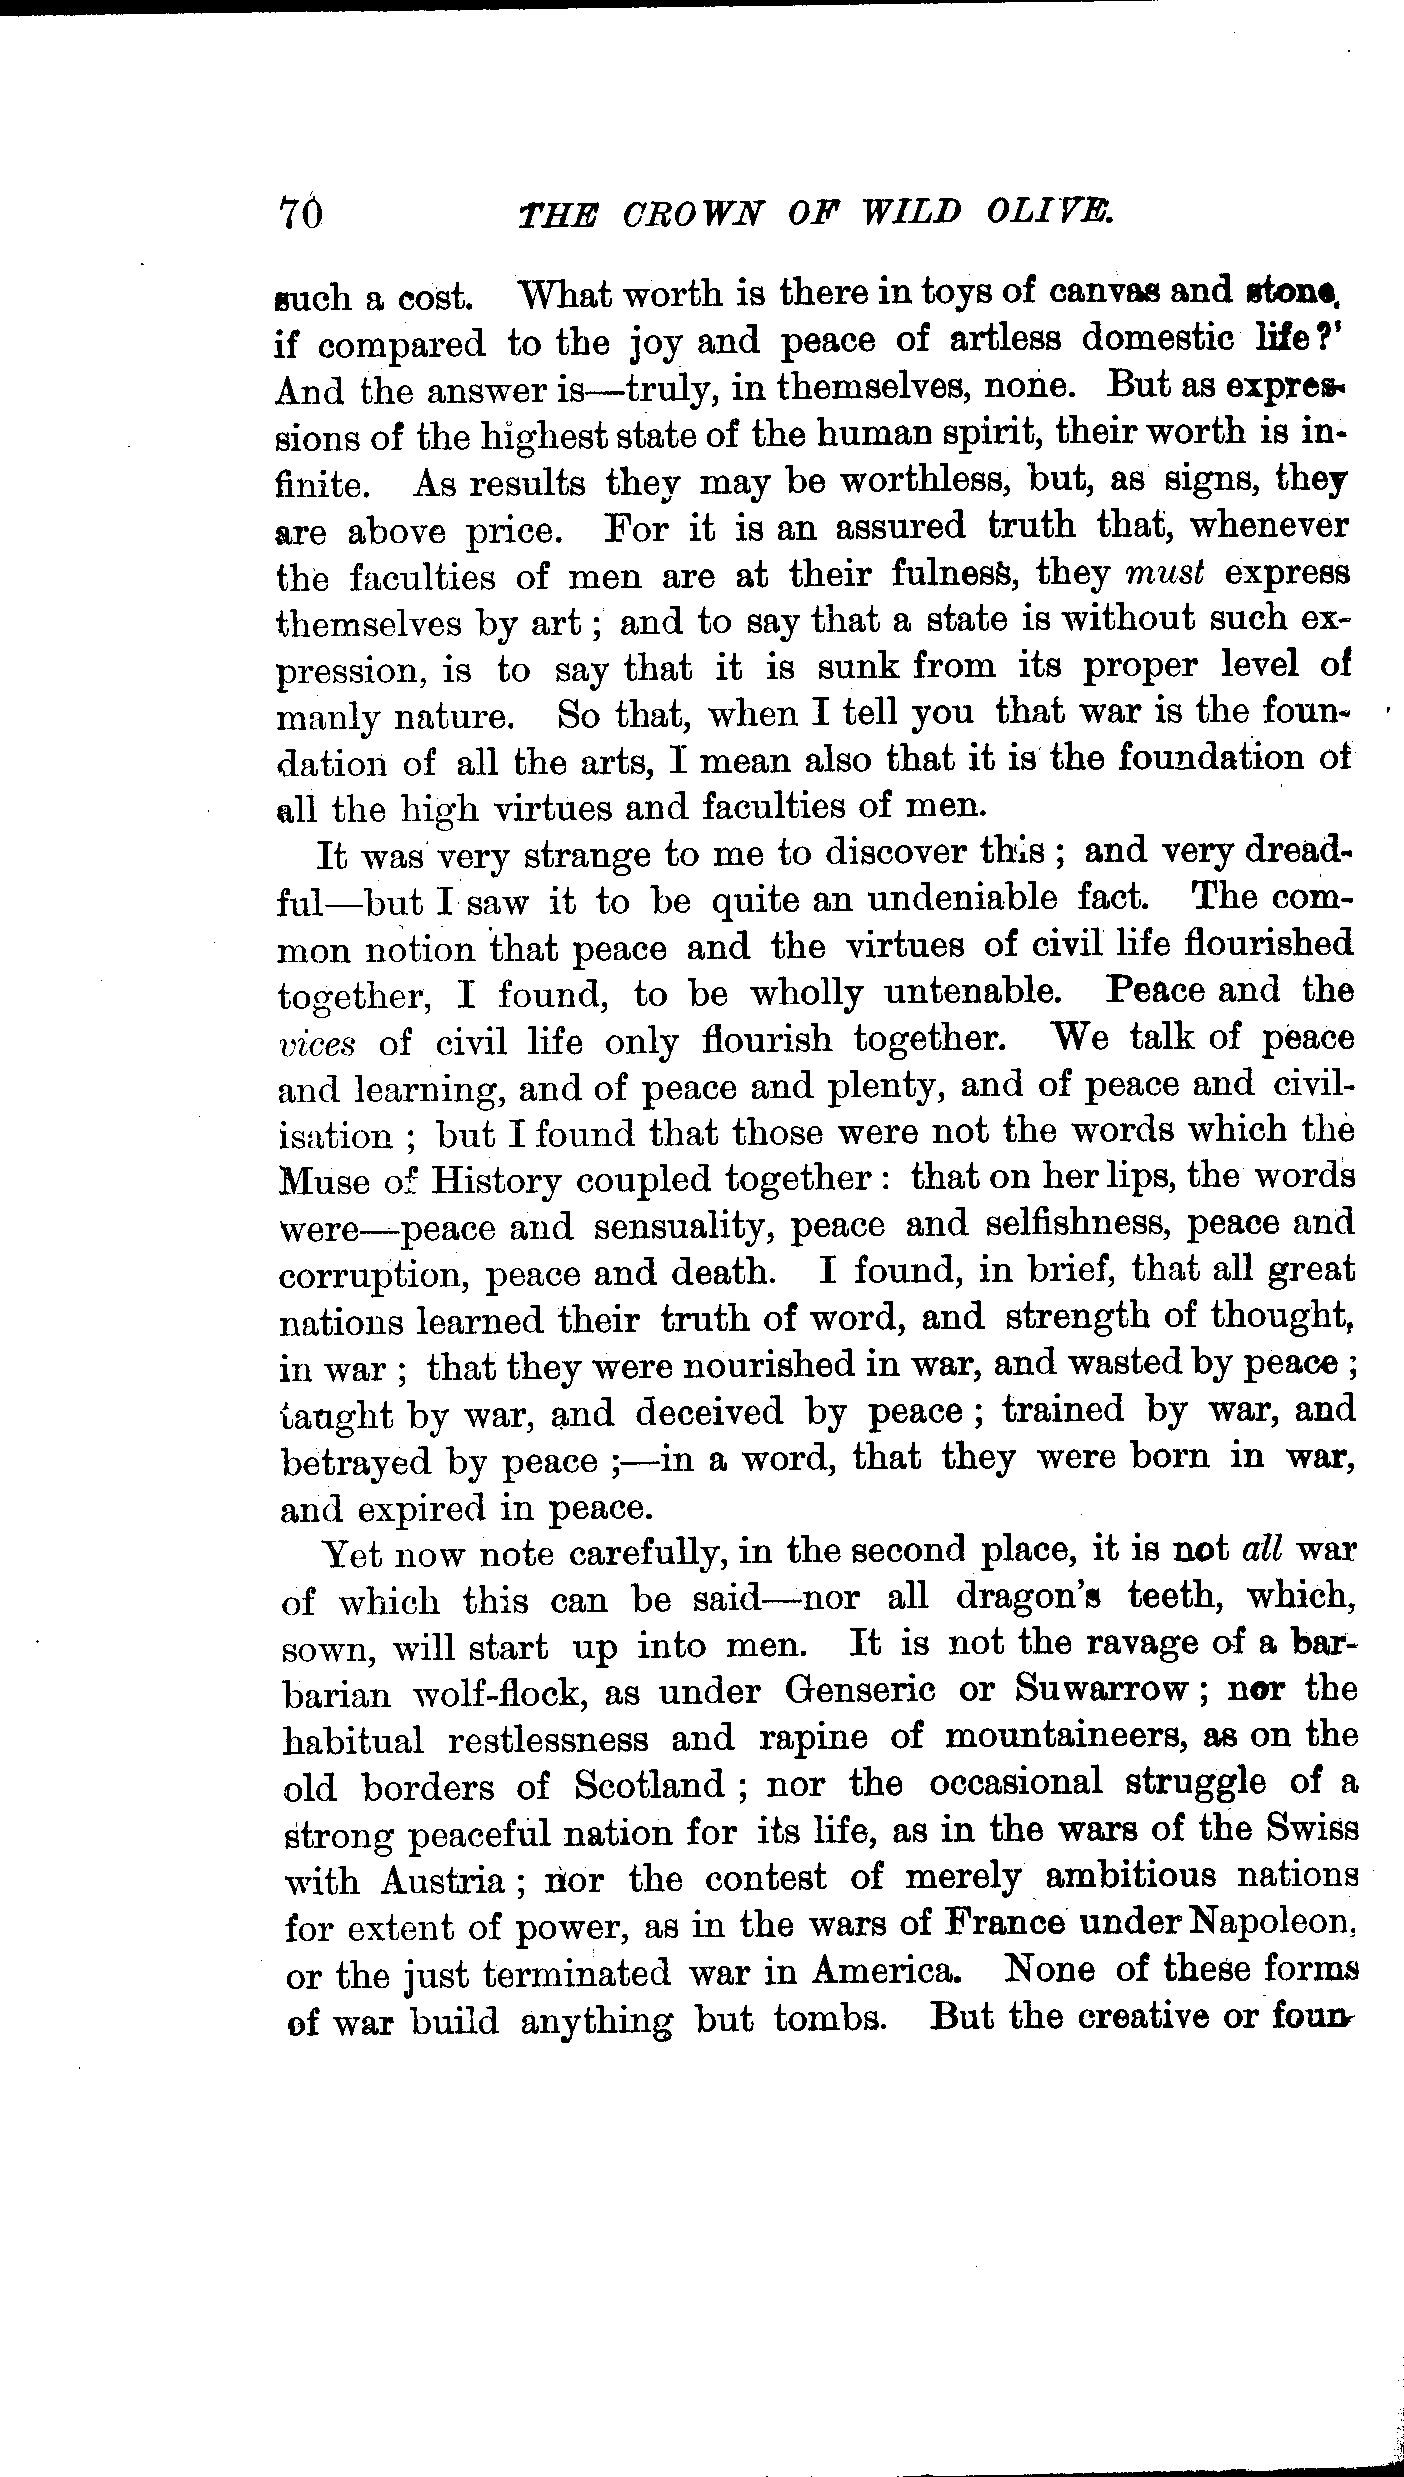 70 THE CROWN OF WILD OLIVE.
such a cost. What worth is there in toys of canvas and stone,
if compared to the joy and peace of artless domestic life?'
And the answer is—truly, in themselves, none. But as expres-
sions of the highest state of the human spirit, their worth is in-
finite. As results they may be worthless, but, as signs, they
are above price. For it is an assured truth that, whenever
the faculties of men are at their fulness, they must express
themselves by art; and to say that a state is without such ex-
pression, is to say that it is sunk from its proper level of
manly nature. So that, when I tell you that war is the foun-
dation of all the arts, I mean also that it is the foundation of
all the high virtues and faculties of men.
It was very strange to me to discover this; and very dread-
ful—but I saw it to be quite an undeniable fact. The com-
mon notion that peace and the virtues of civil life flourished
together, I found, to be wholly untenable. Peace and the
vices of civil life only flourish together. We talk of peace
and learning, and of peace and plenty, and of peace and civil-
isation; but I found that those were not the words which the
Muse of History coupled together: that on her lips, the words
were—peace and sensuality, peace and selfishness, peace and
corruption, peace and death. I found, in brief, that all great
nations learned their truth of word, and strength of thought,
in war; that they were nourished in war, and wasted by peace;
taught by war, and deceived by peace; trained by war, and
betrayed by peace;—in a word, that they were born in war,
and expired in peace.
Yet now note carefully, in the second place, it is not all war
of which this can be said—nor all dragon's teeth, which,
sown, will start up into men. It is not the ravage of a bar-
barian wolf-flock, as under Genseric or Suwarrow; nor the
habitual restlessness and rapine of mountaineers, as on the
old borders of Scotland; nor the occasional struggle of a
strong peaceful nation for its life, as in the wars of the Swiss
with Austria; nor the contest of merely ambitious nations
for extent of power, as in the wars of France under Napoleon,
or the just terminated war in America. None of these forms
of war build anything but tombs. But the creative or foun-